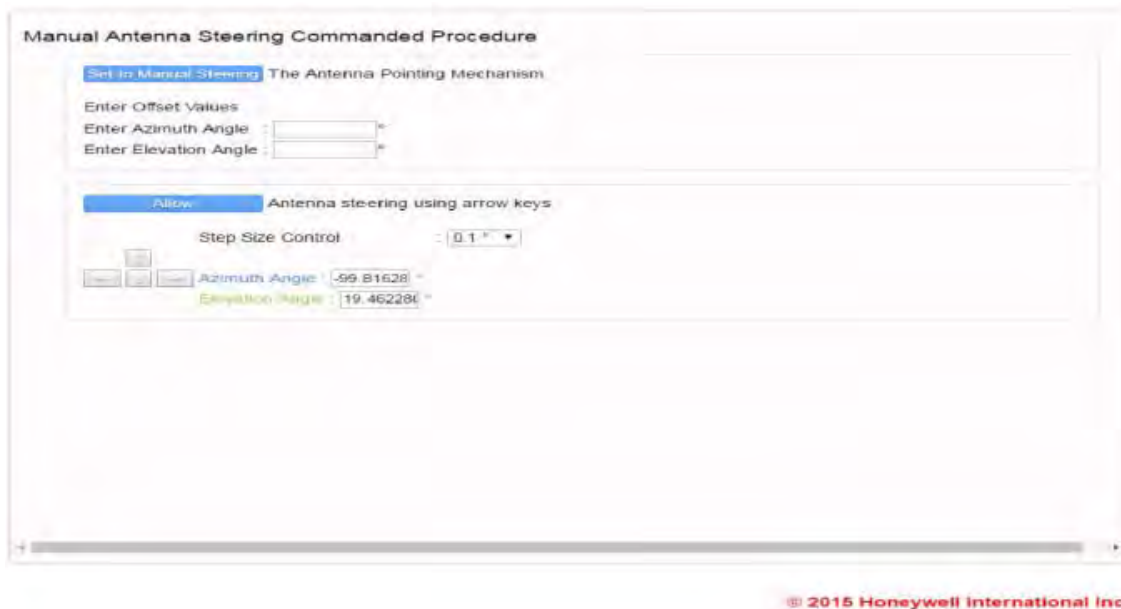 Manual Antenna Steering Commanded Procedure
Set to Manual Steering The Antenna Pointing Mechanism
Enter Offset Values
Enter Azimuth Angle : °
Enter Elevation Angle : °
Allow Antenna steering using arrow keys
Step Size Control : 0.1 °
Azimuth Angle : -99.81628 °
Elevation Angle : 19.46228 °
© 2015 Honeywell International Inc